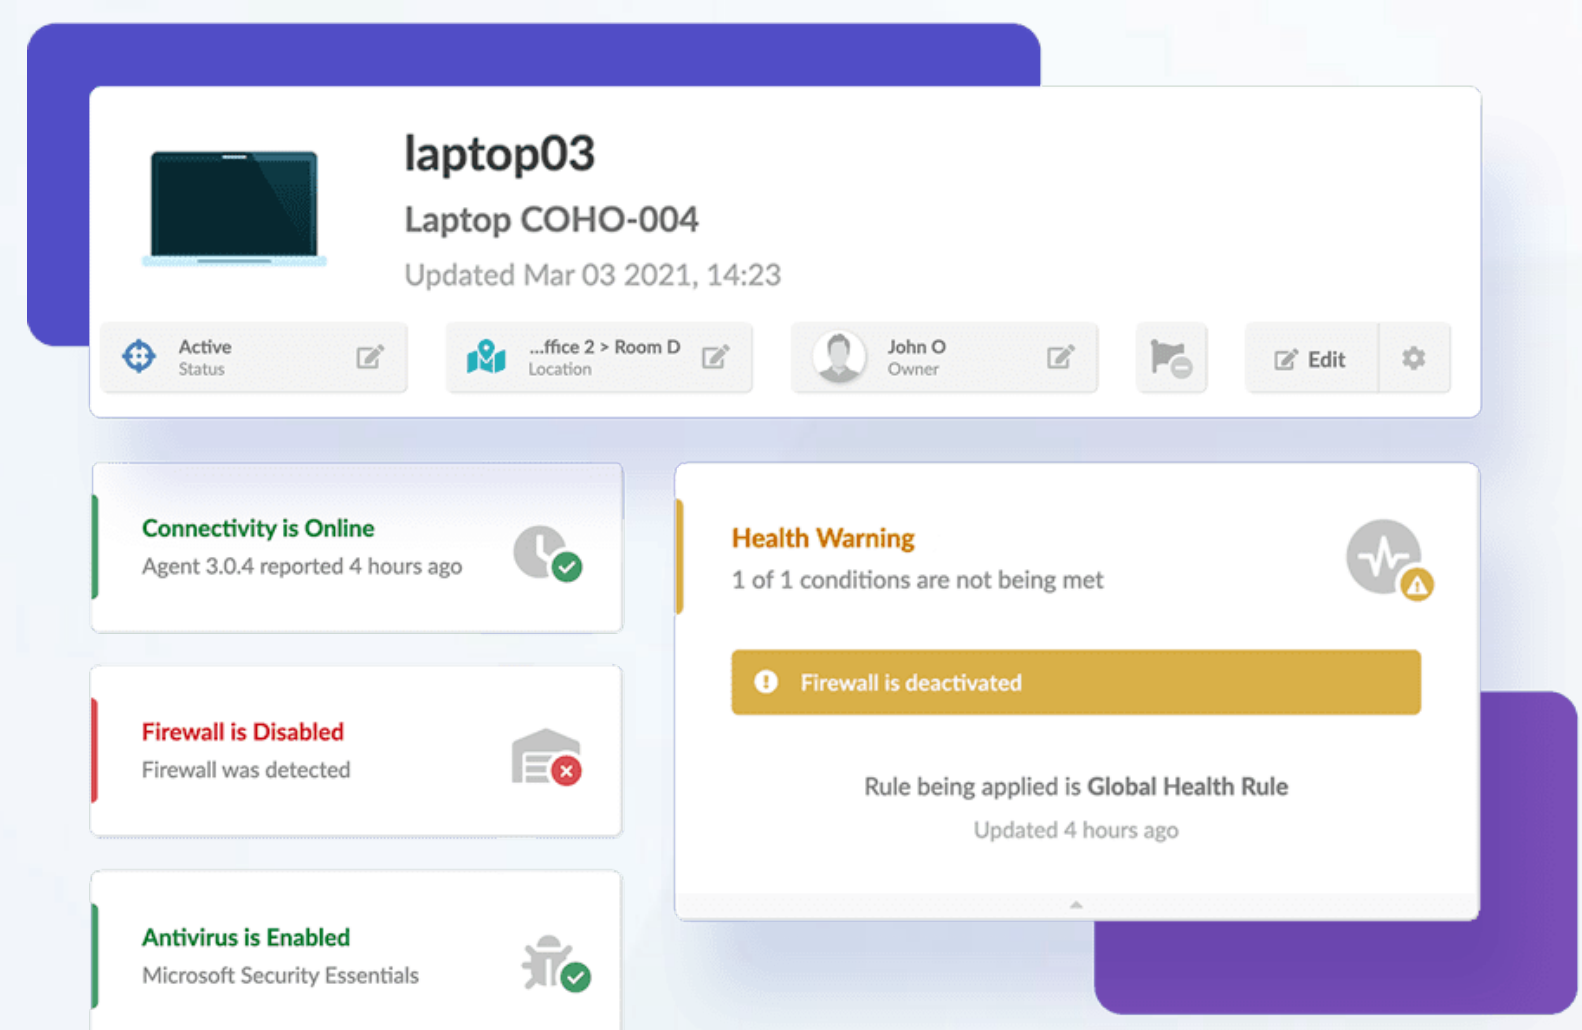 laptop03
Laptop COHO-004
Updated Mar 03 2021, 14:23
Active
Status
...ffice 2 > Room D
Location
John O
Owner
Edit
Connectivity is Online
Agent 3.0.4 reported 4 hours ago
Health Warning
1 of 1 conditions are not being met
Firewall is deactivated
Rule being applied is Global Health Rule
Updated 4 hours ago
Firewall is Disabled
Firewall was detected
Antivirus is Enabled
Microsoft Security Essentials